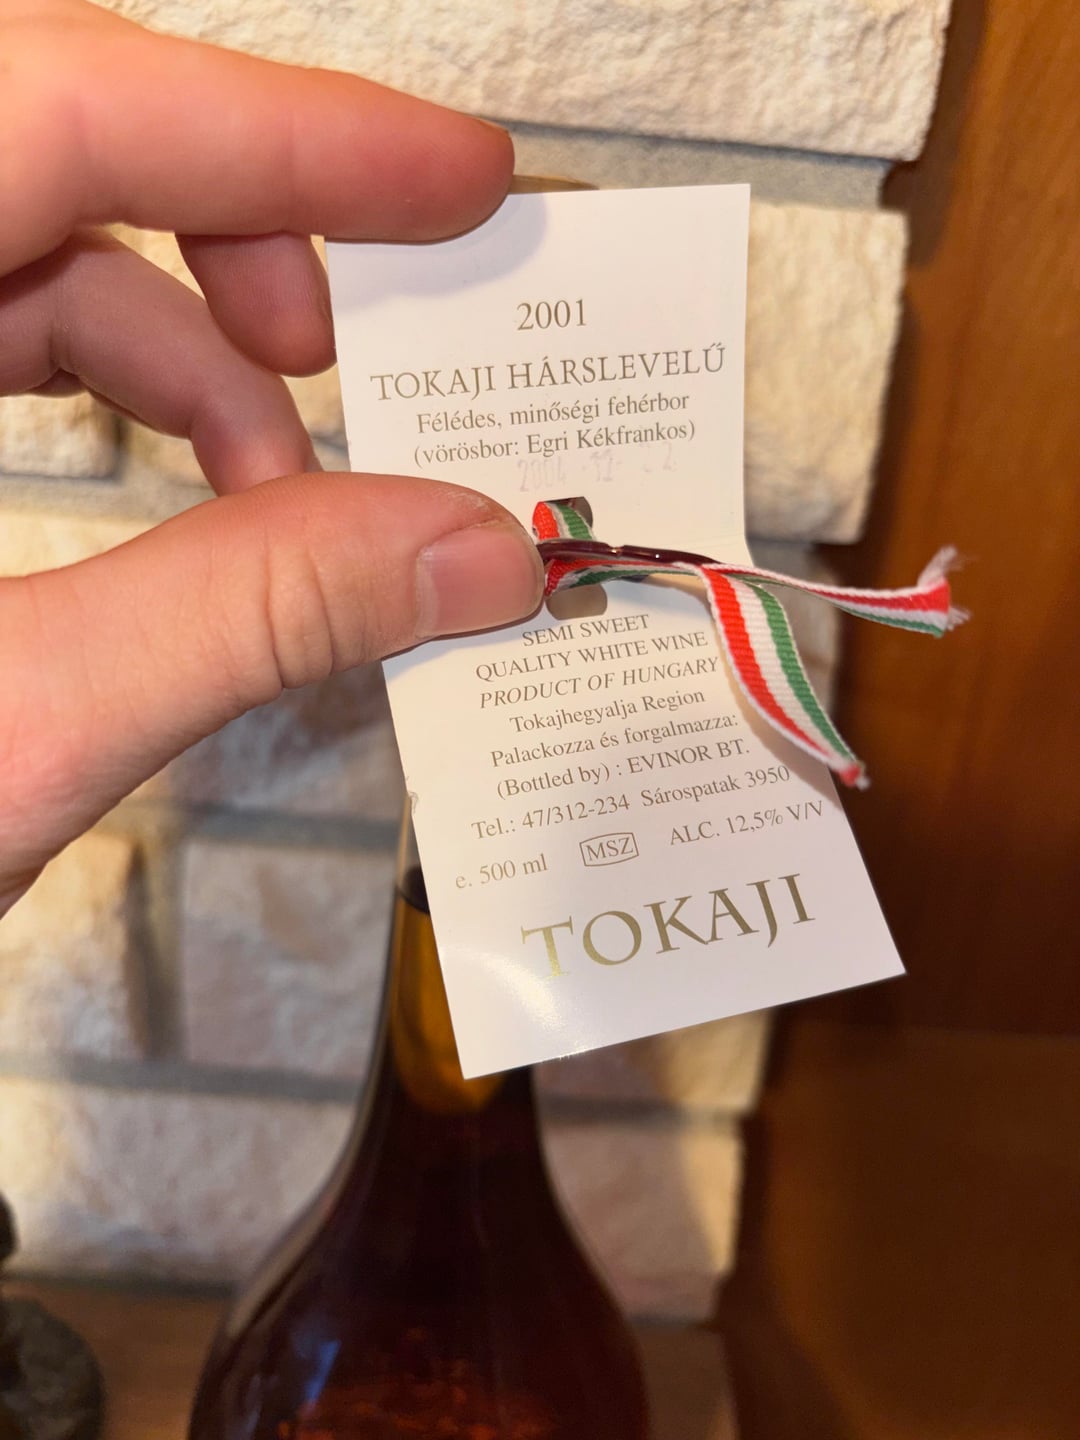 2001
TOKAJI HÁRSLEVELŰ
Félédes, minőségi fehérbor
(vörösbor: Egri Kékfrankos)
SEMI SWEET
QUALITY WHITE WINE
PRODUCT OF HUNGARY
Tokajhegyalja Region
Palackozza és forgalmazza:
(Bottled by) : EVINOR BT.
Tel.: 47/312-234 Sárospatak 3950
e. 500 ml MSZ ALC. 12,5% V/V
TOKAJI